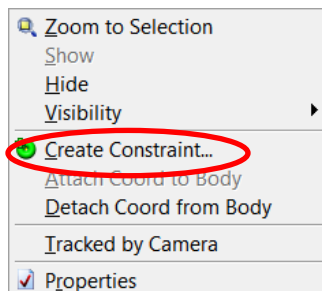 Zoom to Selection
Show
Hide
Visibility
Create Constraint...
Attach Coord to Body
Detach Coord from Body
Tracked by Camera
Properties